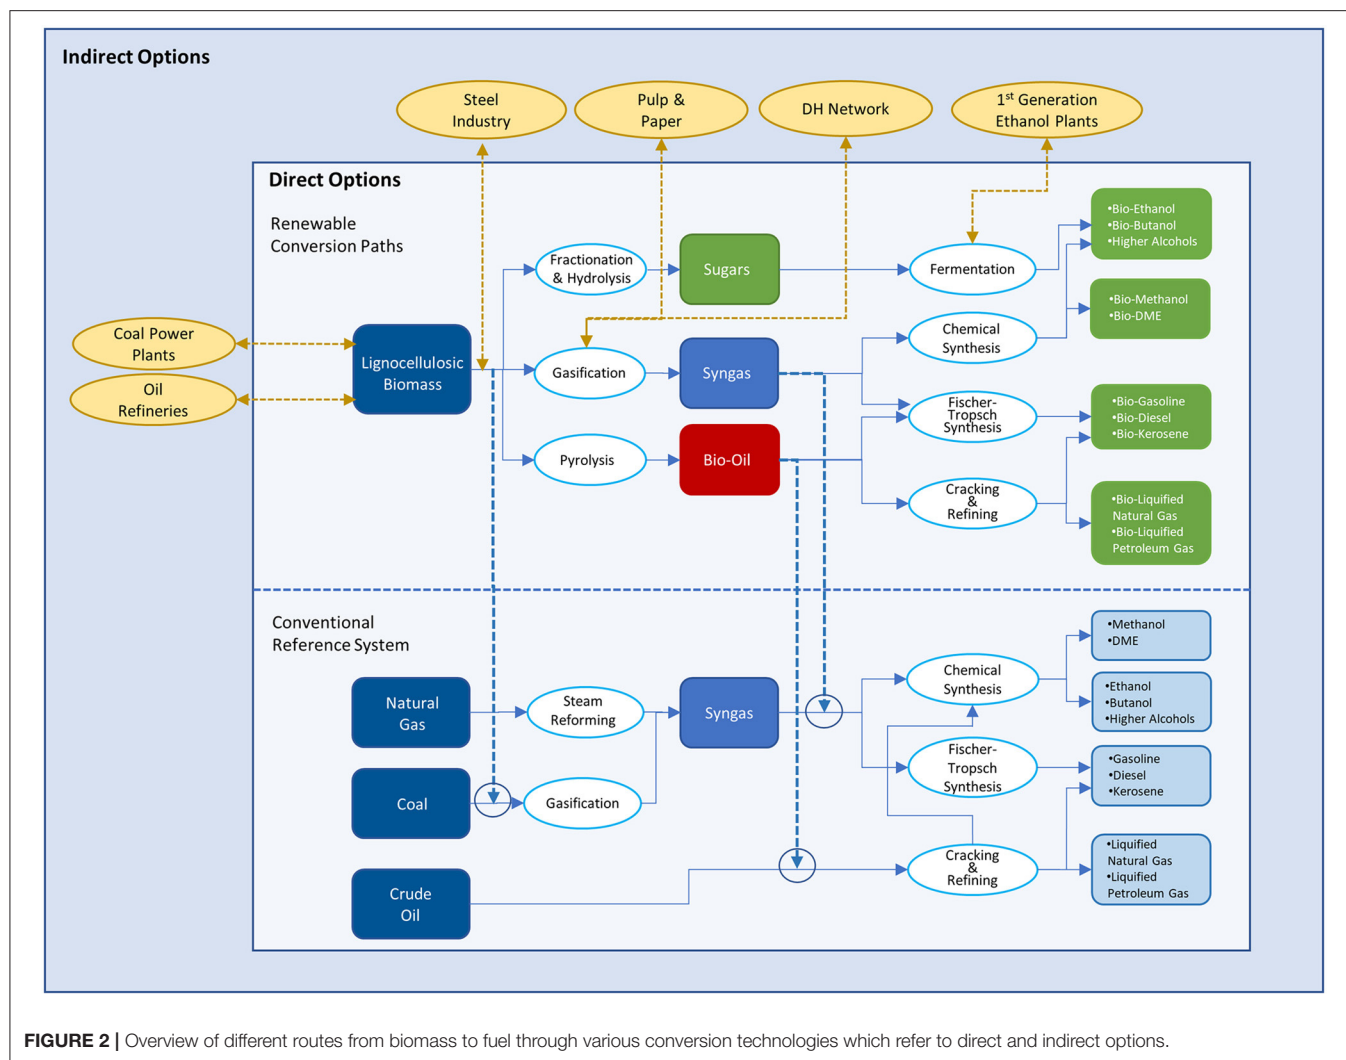 Indirect Options
Steel
Industry
Pulp &
Paper
DH Network
1st Generation
Ethanol Plants
Direct Options
Renewable
Conversion Paths
Coal Power
Plants
Oil
Refineries
Lignocellulosic
Biomass
Fractionation
& Hydrolysis
Sugars
Fermentation
•Bio-Ethanol
•Bio-Butanol
•Higher Alcohols
Gasification
Syngas
Chemical
Synthesis
•Bio-Methanol
•Bio-DME
Pyrolysis
Bio-Oil
Fischer-
Tropsch
Synthesis
•Bio-Gasoline
•Bio-Diesel
•Bio-Kerosene
Cracking
&
Refining
•Bio-Liquified
Natural Gas
•Bio-Liquified
Petroleum Gas
Conventional
Reference System
Natural
Gas
Steam
Reforming
Syngas
Chemical
Synthesis
•Methanol
•DME
•Ethanol
•Butanol
•Higher Alcohols
Coal
Gasification
Fischer-
Tropsch
Synthesis
•Gasoline
•Diesel
•Kerosene
Crude
Oil
Cracking
&
Refining
•Liquified
Natural Gas
•Liquified
Petroleum Gas
FIGURE 2 | Overview of different routes from biomass to fuel through various conversion technologies which refer to direct and indirect options.